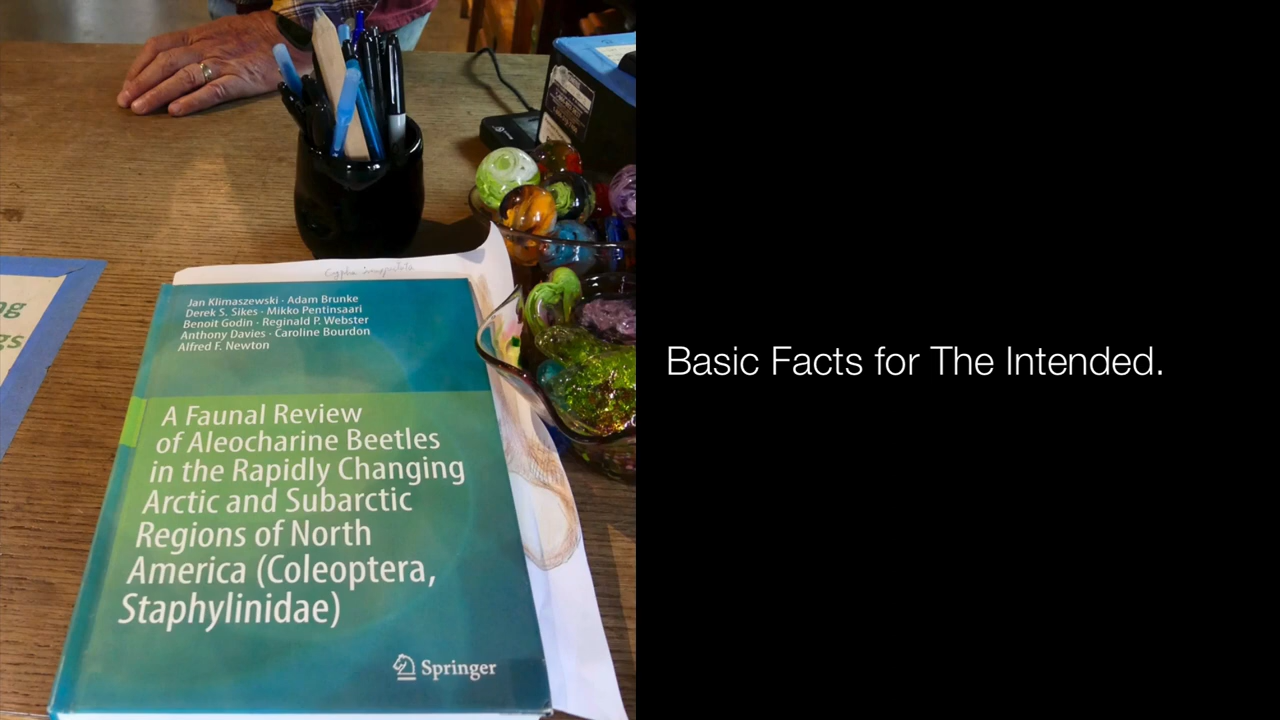 Jan Klimaszewski · Adam Brunke
Derek S. Sikes · Mikko Pentinsaari
Benoit Godin · Reginald P. Webster
Anthony Davies · Caroline Bourdon
Alfred F. Newton
A Faunal Review
of Aleocharine Beetles
in the Rapidly Changing
Arctic and Subarctic
Regions of North
America (Coleoptera,
Staphylinidae)
Springer
Basic Facts for The Intended.